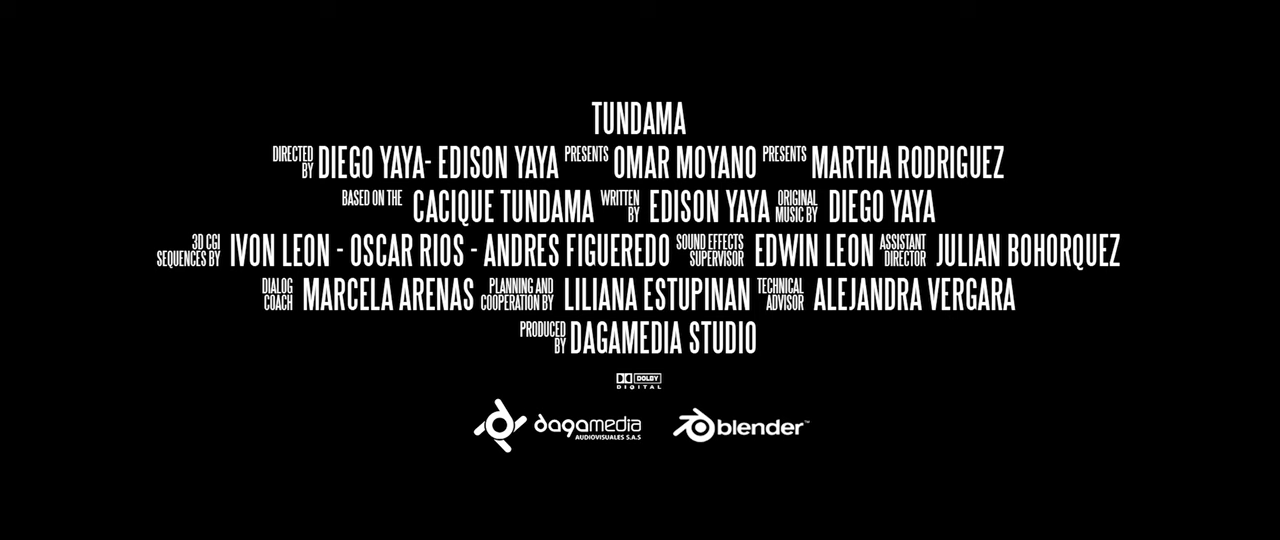 TUNDAMA
DIRECTED BY DIEGO YAYA- EDISON YAYA PRESENTS OMAR MOYANO PRESENTS MARTHA RODRIGUEZ
BASED ON THE CACIQUE TUNDAMA WRITTEN BY EDISON YAYA ORIGINAL MUSIC BY DIEGO YAYA
3D CGI SEQUENCES BY IVON LEON - OSCAR RIOS - ANDRES FIGUEREDO SOUND EFFECTS SUPERVISOR EDWIN LEON ASSISTANT DIRECTOR JULIAN BOHORQUEZ
DIALOG COACH MARCELA ARENAS PLANNING AND COOPERATION BY LILIANA ESTUPINAN TECHNICAL ADVISOR ALEJANDRA VERGARA
PRODUCED BY DAGAMEDIA STUDIO
DOLBY
DIGITAL
dagamedia blender™
AUDIOVISUALES S.A.S